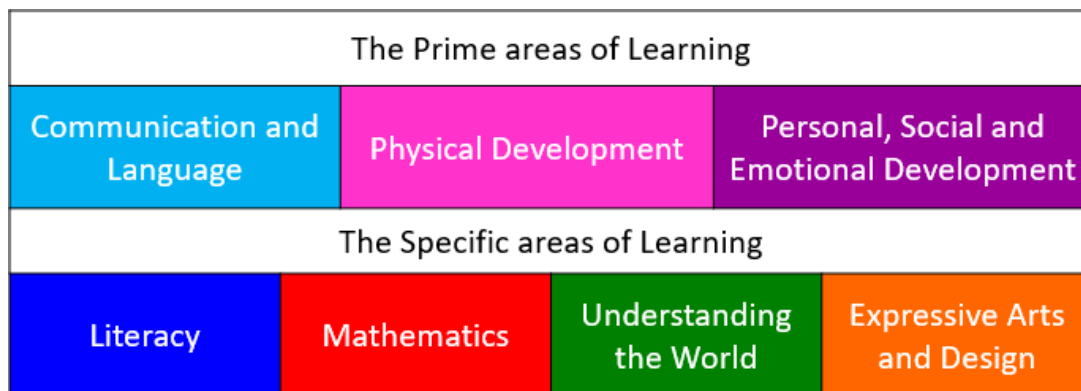 The Prime areas of Learning
Communication and
Language
Physical Development
Personal, Social and
Emotional Development
The Specific areas of Learning
Literacy
Mathematics
Understanding
the World
Expressive Arts
and Design